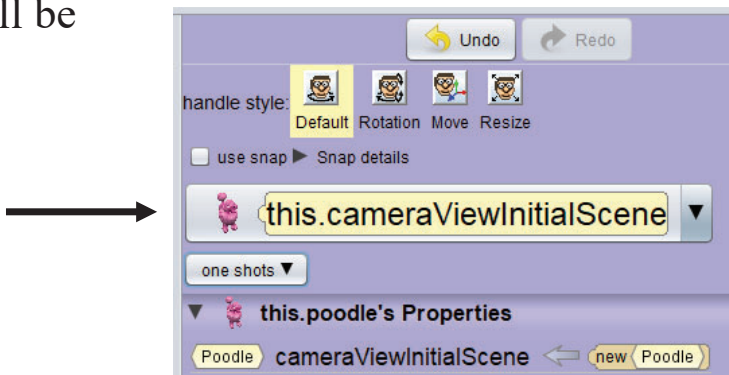 ll be
Undo Redo
handle style:
Default Rotation Move Resize
use snap Snap details
this.cameraViewInitialScene
one shots
this.poodle's Properties
Poodle cameraViewInitialScene new Poodle